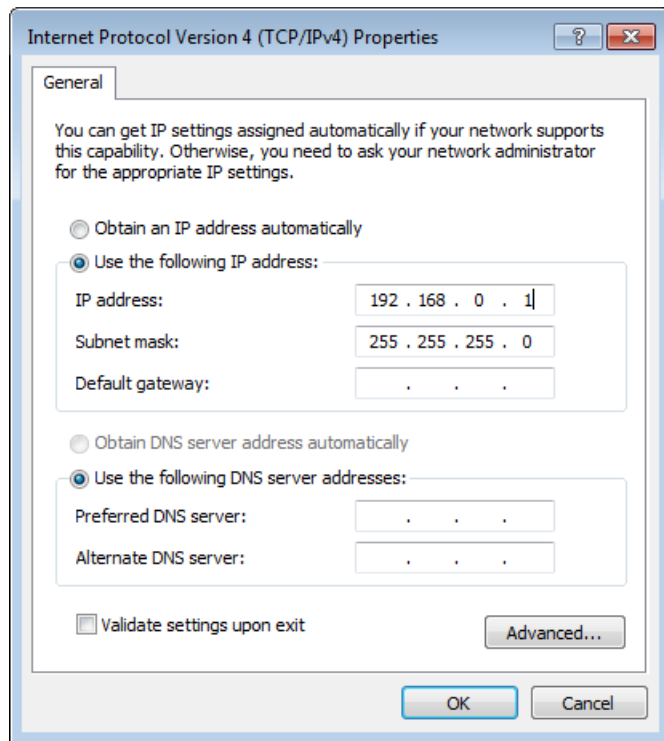 Internet Protocol Version 4 (TCP/IPv4) Properties
?
General
You can get IP settings assigned automatically if your network supports
this capability. Otherwise, you need to ask your network administrator
for the appropriate IP settings.
Obtain an IP address automatically
Use the following IP address:
IP address: 192 . 168 . 0 . 1
Subnet mask: 255 . 255 . 255 . 0
Default gateway: . . .
Obtain DNS server address automatically
Use the following DNS server addresses:
Preferred DNS server: . . .
Alternate DNS server: . . .
Validate settings upon exit
Advanced...
OK Cancel